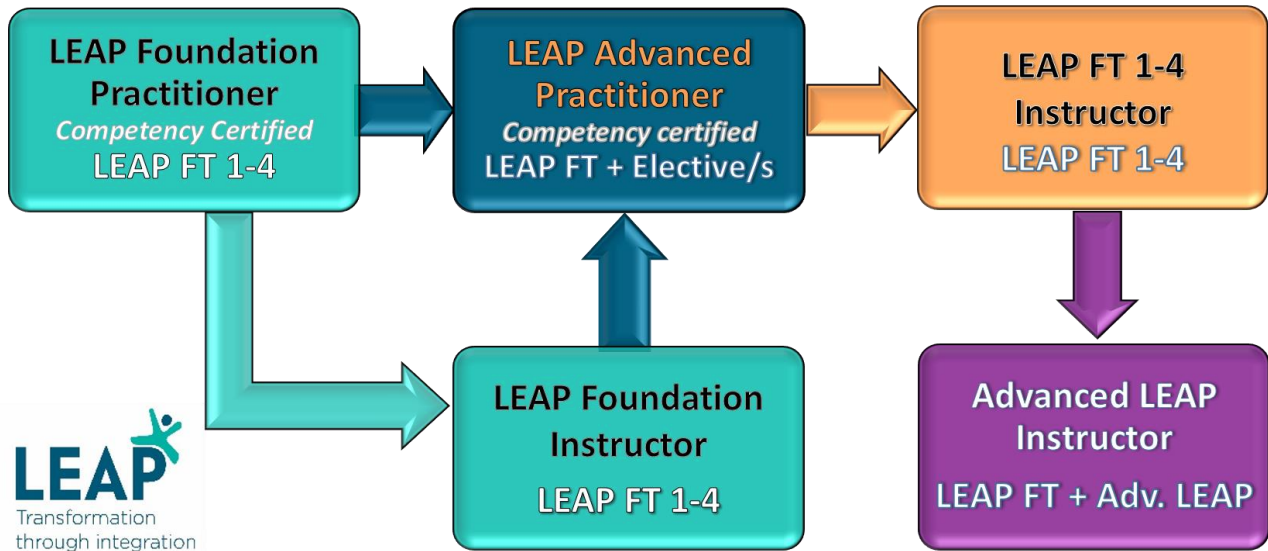 LEAP Foundation
Practitioner
Competency Certified
LEAP FT 1-4
LEAP Advanced
Practitioner
Competency certified
LEAP FT + Elective/s
LEAP FT 1-4
Instructor
LEAP FT 1-4
LEAP Foundation
Instructor
LEAP FT 1-4
Advanced LEAP
Instructor
LEAP FT + Adv. LEAP
LEAP
Transformation
through integration